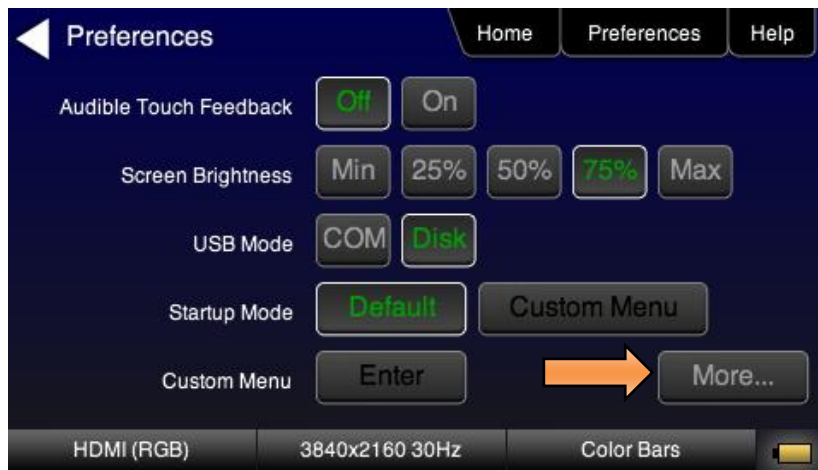 Preferences Home Preferences Help
Audible Touch Feedback Off On
Screen Brightness Min 25% 50% 75% Max
USB Mode COM Disk
Startup Mode Default Custom Menu
Custom Menu Enter More...
HDMI (RGB) 3840x2160 30Hz Color Bars